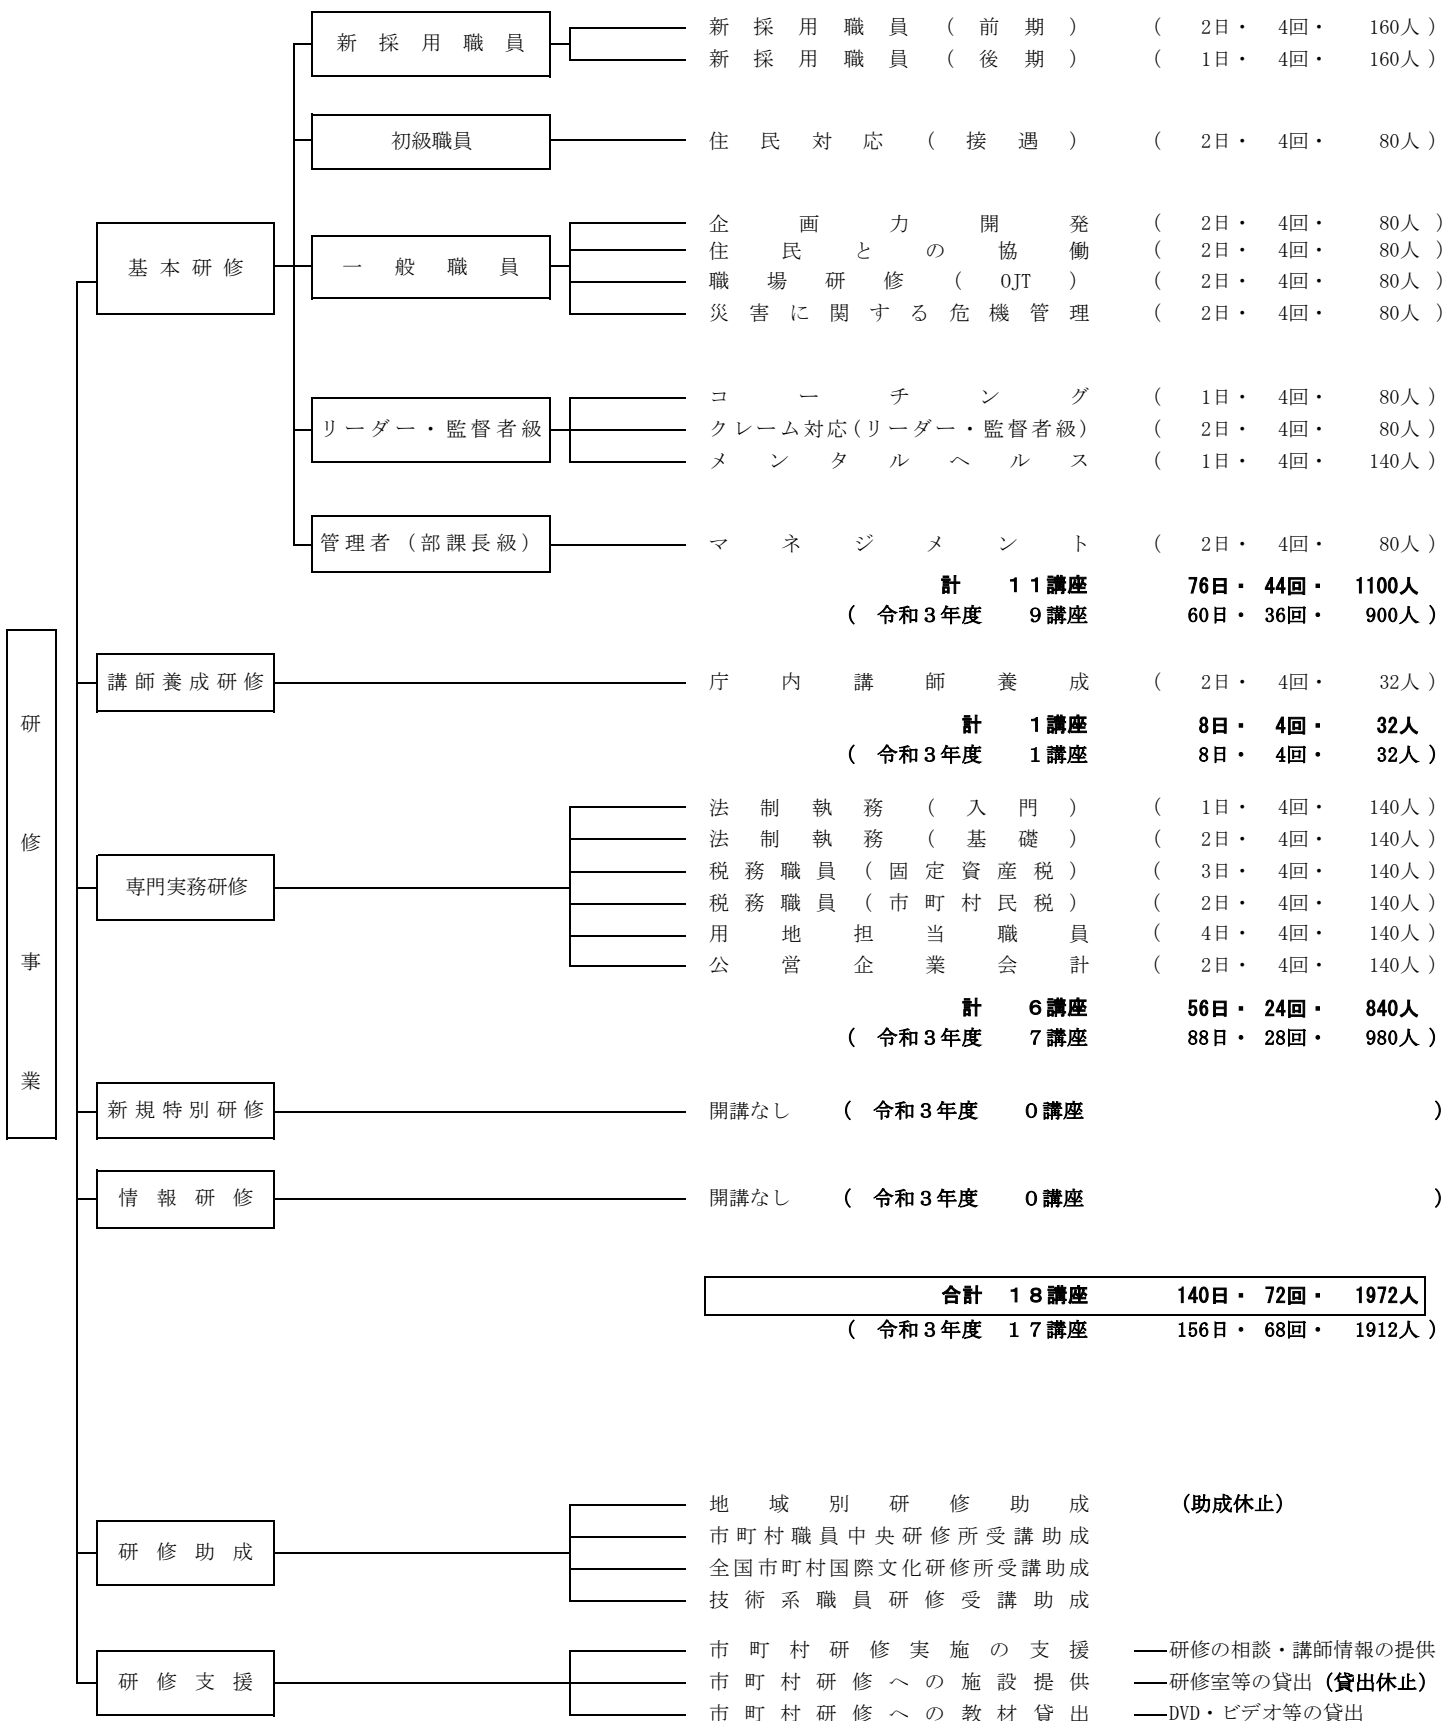 研修事業
基本研修
新採用職員
新採用職員（前期） （ 2日・ 4回・ 160人）
新採用職員（後期） （ 1日・ 4回・ 160人）
初級職員
住民対応（接遇） （ 2日・ 4回・ 80人）
一般職員
企画力開発 （ 2日・ 4回・ 80人）
住民との協働 （ 2日・ 4回・ 80人）
職場研修（OJT） （ 2日・ 4回・ 80人）
災害に関する危機管理 （ 2日・ 4回・ 80人）
リーダー・監督者級
コーチング （ 1日・ 4回・ 80人）
クレーム対応（リーダー・監督者級） （ 2日・ 4回・ 80人）
メンタルヘルス （ 1日・ 4回・ 140人）
管理者（部課長級）
マネジメント （ 2日・ 4回・ 80人）
計 １１講座 76日・ 44回・ 1100人
（ 令和３年度 ９講座 60日・ 36回・ 900人）
講師養成研修
庁内講師養成 （ 2日・ 4回・ 32人）
計 １講座 8日・ 4回・ 32人
（ 令和３年度 １講座 8日・ 4回・ 32人）
専門実務研修
法制執務（入門） （ 1日・ 4回・ 140人）
法制執務（基礎） （ 2日・ 4回・ 140人）
税務職員（固定資産税） （ 3日・ 4回・ 140人）
税務職員（市町村民税） （ 2日・ 4回・ 140人）
用地担当職員 （ 4日・ 4回・ 140人）
公営企業会計 （ 2日・ 4回・ 140人）
計 ６講座 56日・ 24回・ 840人
（ 令和３年度 ７講座 88日・ 28回・ 980人）
新規特別研修
開講なし （ 令和３年度 ０講座 ）
情報研修
開講なし （ 令和３年度 ０講座 ）
合計 １８講座 140日・ 72回・ 1972人
（ 令和３年度 １７講座 156日・ 68回・ 1912人）
研修助成
地域別研修助成 （助成休止）
市町村職員中央研修所受講助成
全国市町村国際文化研修所受講助成
技術系職員研修受講助成
研修支援
市町村研修実施の支援 研修の相談・講師情報の提供
市町村研修への施設提供 研修室等の貸出（貸出休止）
市町村研修への教材貸出 DVD・ビデオ等の貸出